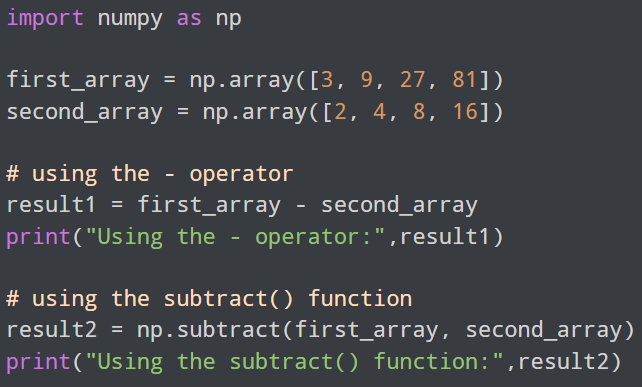 import numpy as np
first_array = np.array([3, 9, 27, 81])
second_array = np.array([2, 4, 8, 16])
# using the - operator
result1 = first_array - second_array
print("Using the - operator:",result1)
# using the subtract() function
result2 = np.subtract(first_array, second_array)
print("Using the subtract() function:",result2)